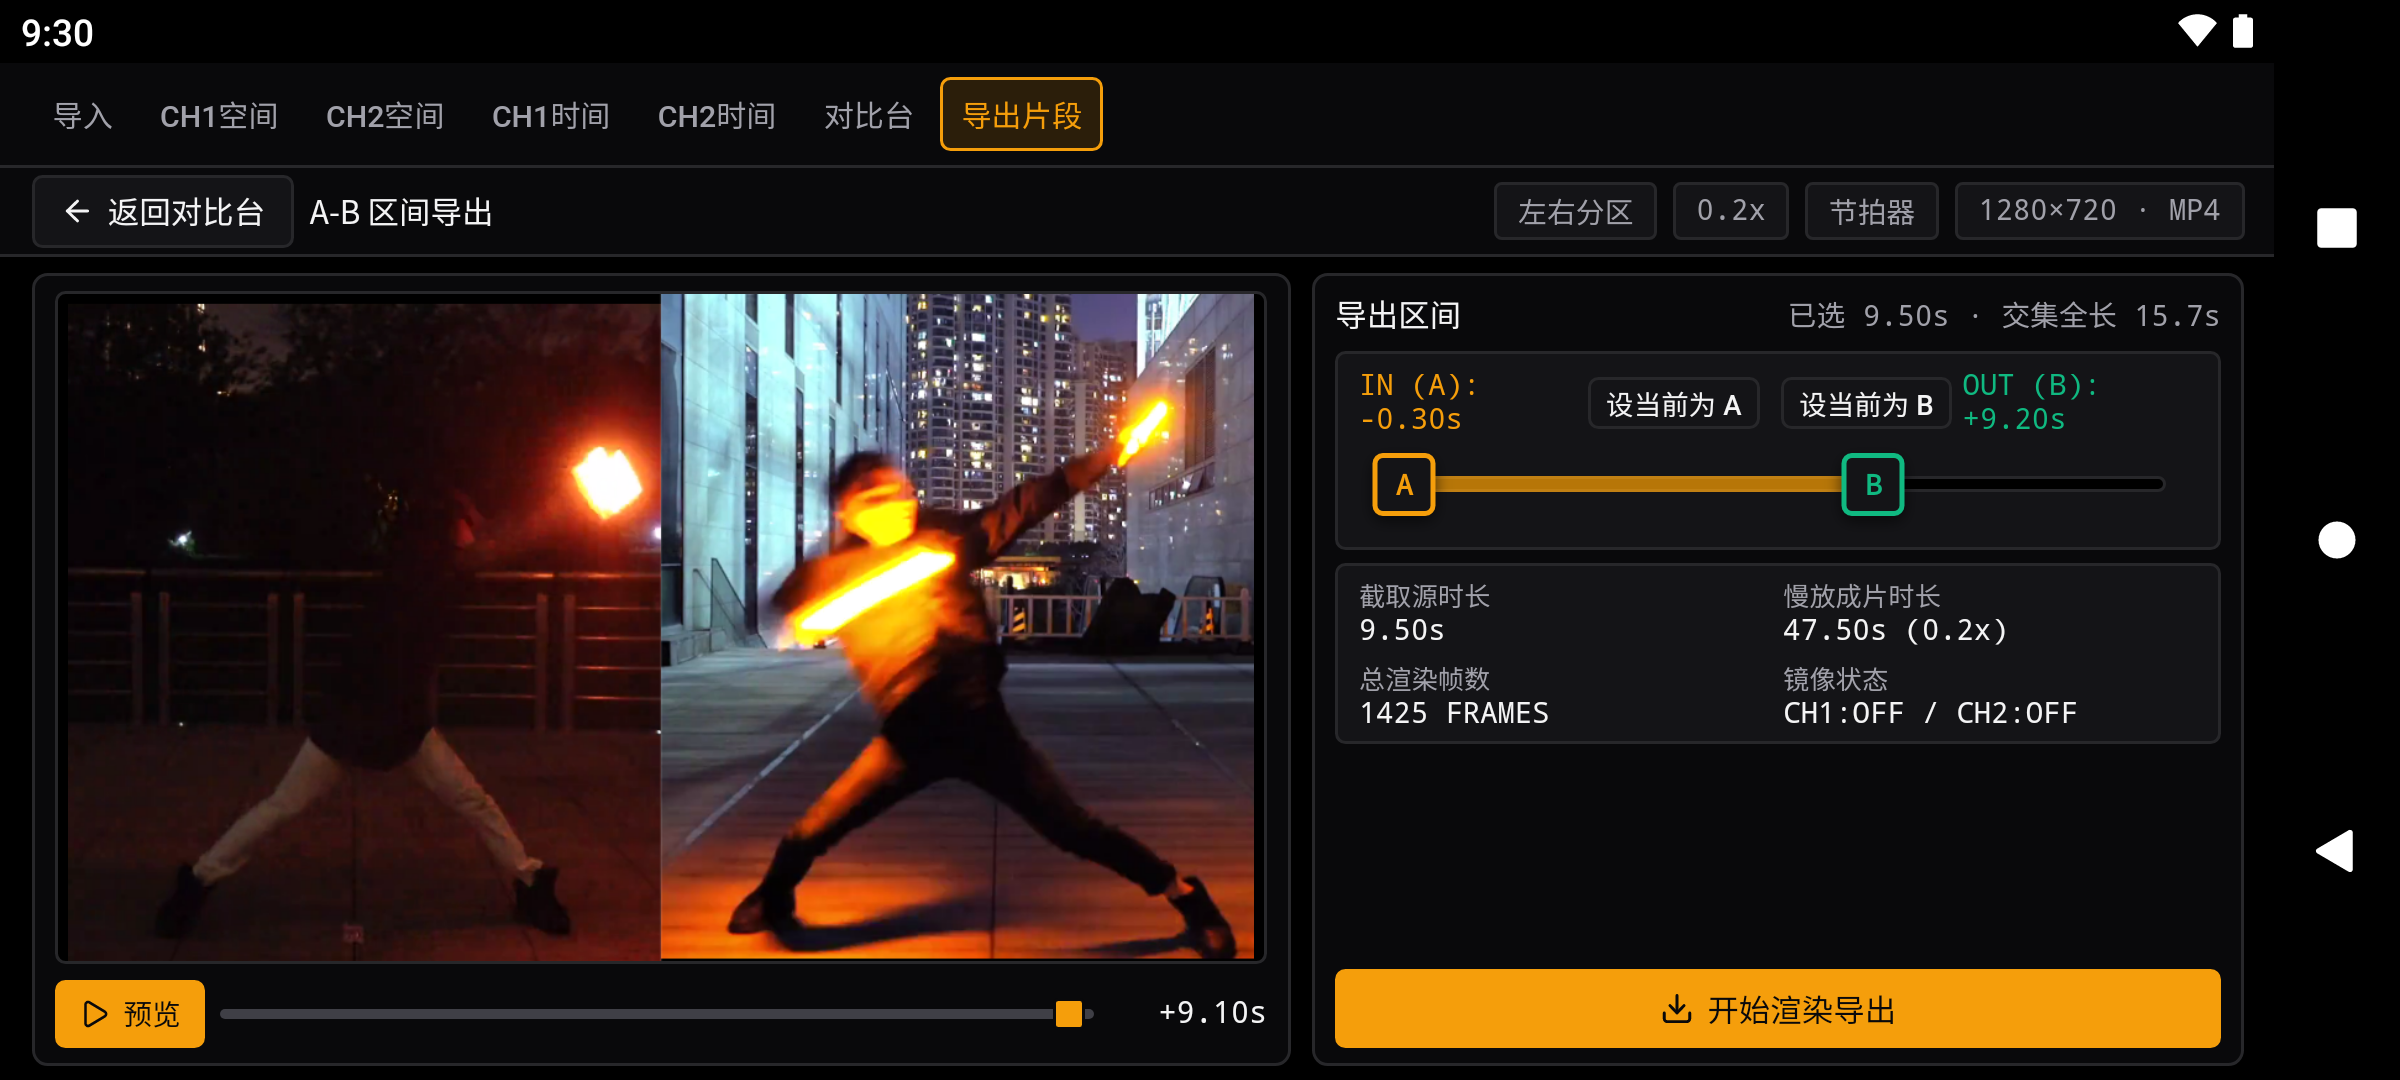 9:30
导入 CH1空间 CH2空间 CH1时间 CH2时间 对比台 导出片段
返回对比台 A-B 区间导出 左右分区 0.2x 节拍器 1280×720 · MP4
导出区间 已选 9.50s · 交集全长 15.7s
IN (A): -0.30s 设当前为 A 设当前为 B OUT (B): +9.20s
A B
截取源时长 慢放成片时长
9.50s 47.50s (0.2x)
总渲染帧数 镜像状态
1425 FRAMES CH1:OFF / CH2:OFF
预览 +9.10s 开始渲染导出